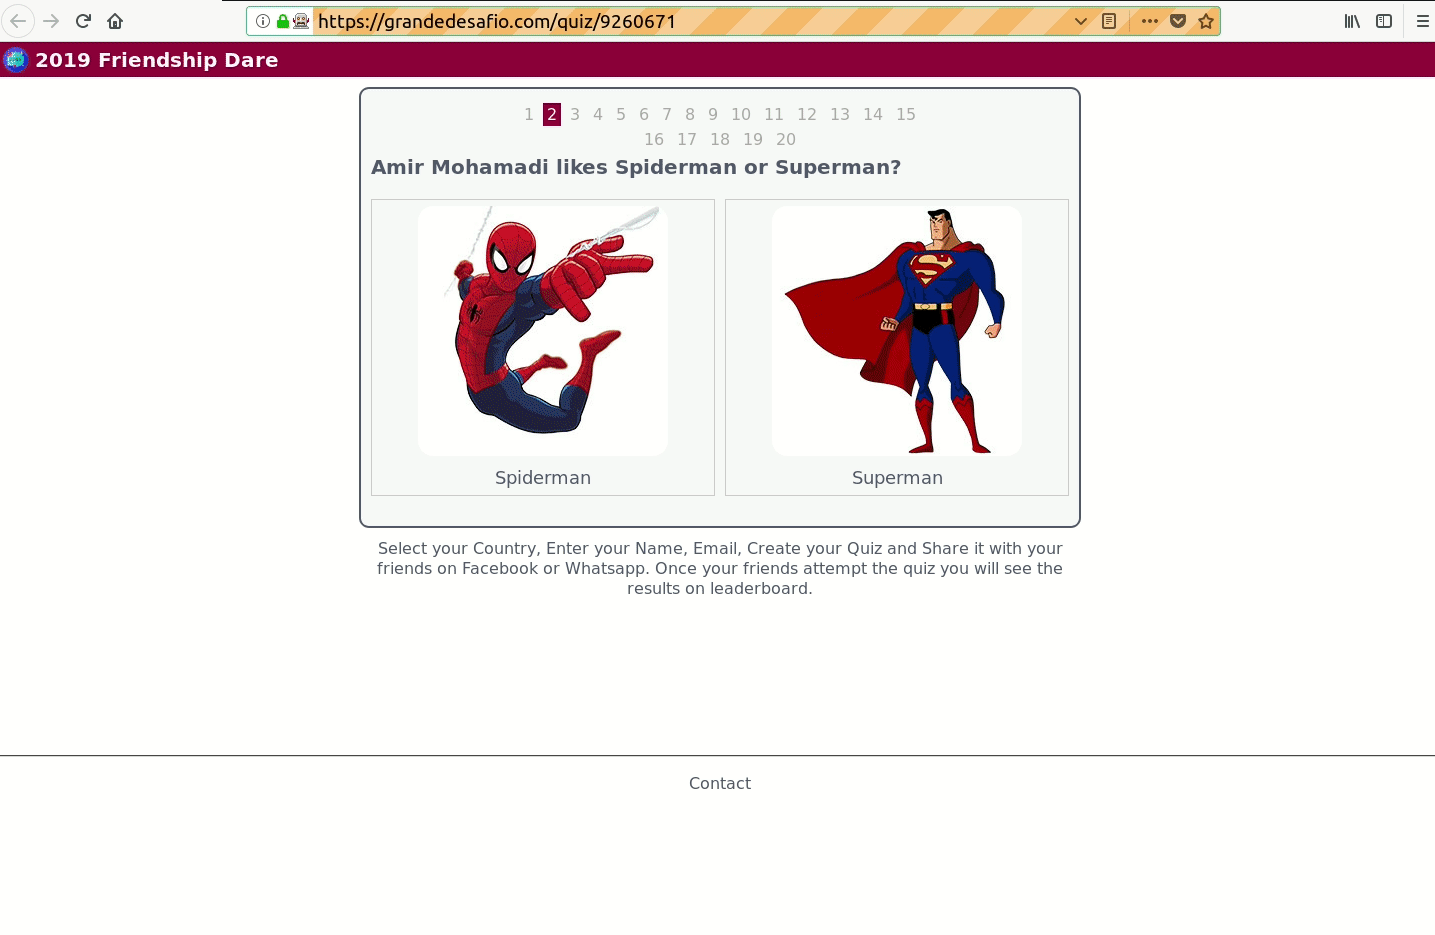 https://grandedesafio.com/quiz/9260671
2019 Friendship Dare
1 2 3 4 5 6 7 8 9 10 11 12 13 14 15
16 17 18 19 20
Amir Mohamadi likes Spiderman or Superman?
Spiderman Superman
Select your Country, Enter your Name, Email, Create your Quiz and Share it with your
friends on Facebook or Whatsapp. Once your friends attempt the quiz you will see the
results on leaderboard.
Contact